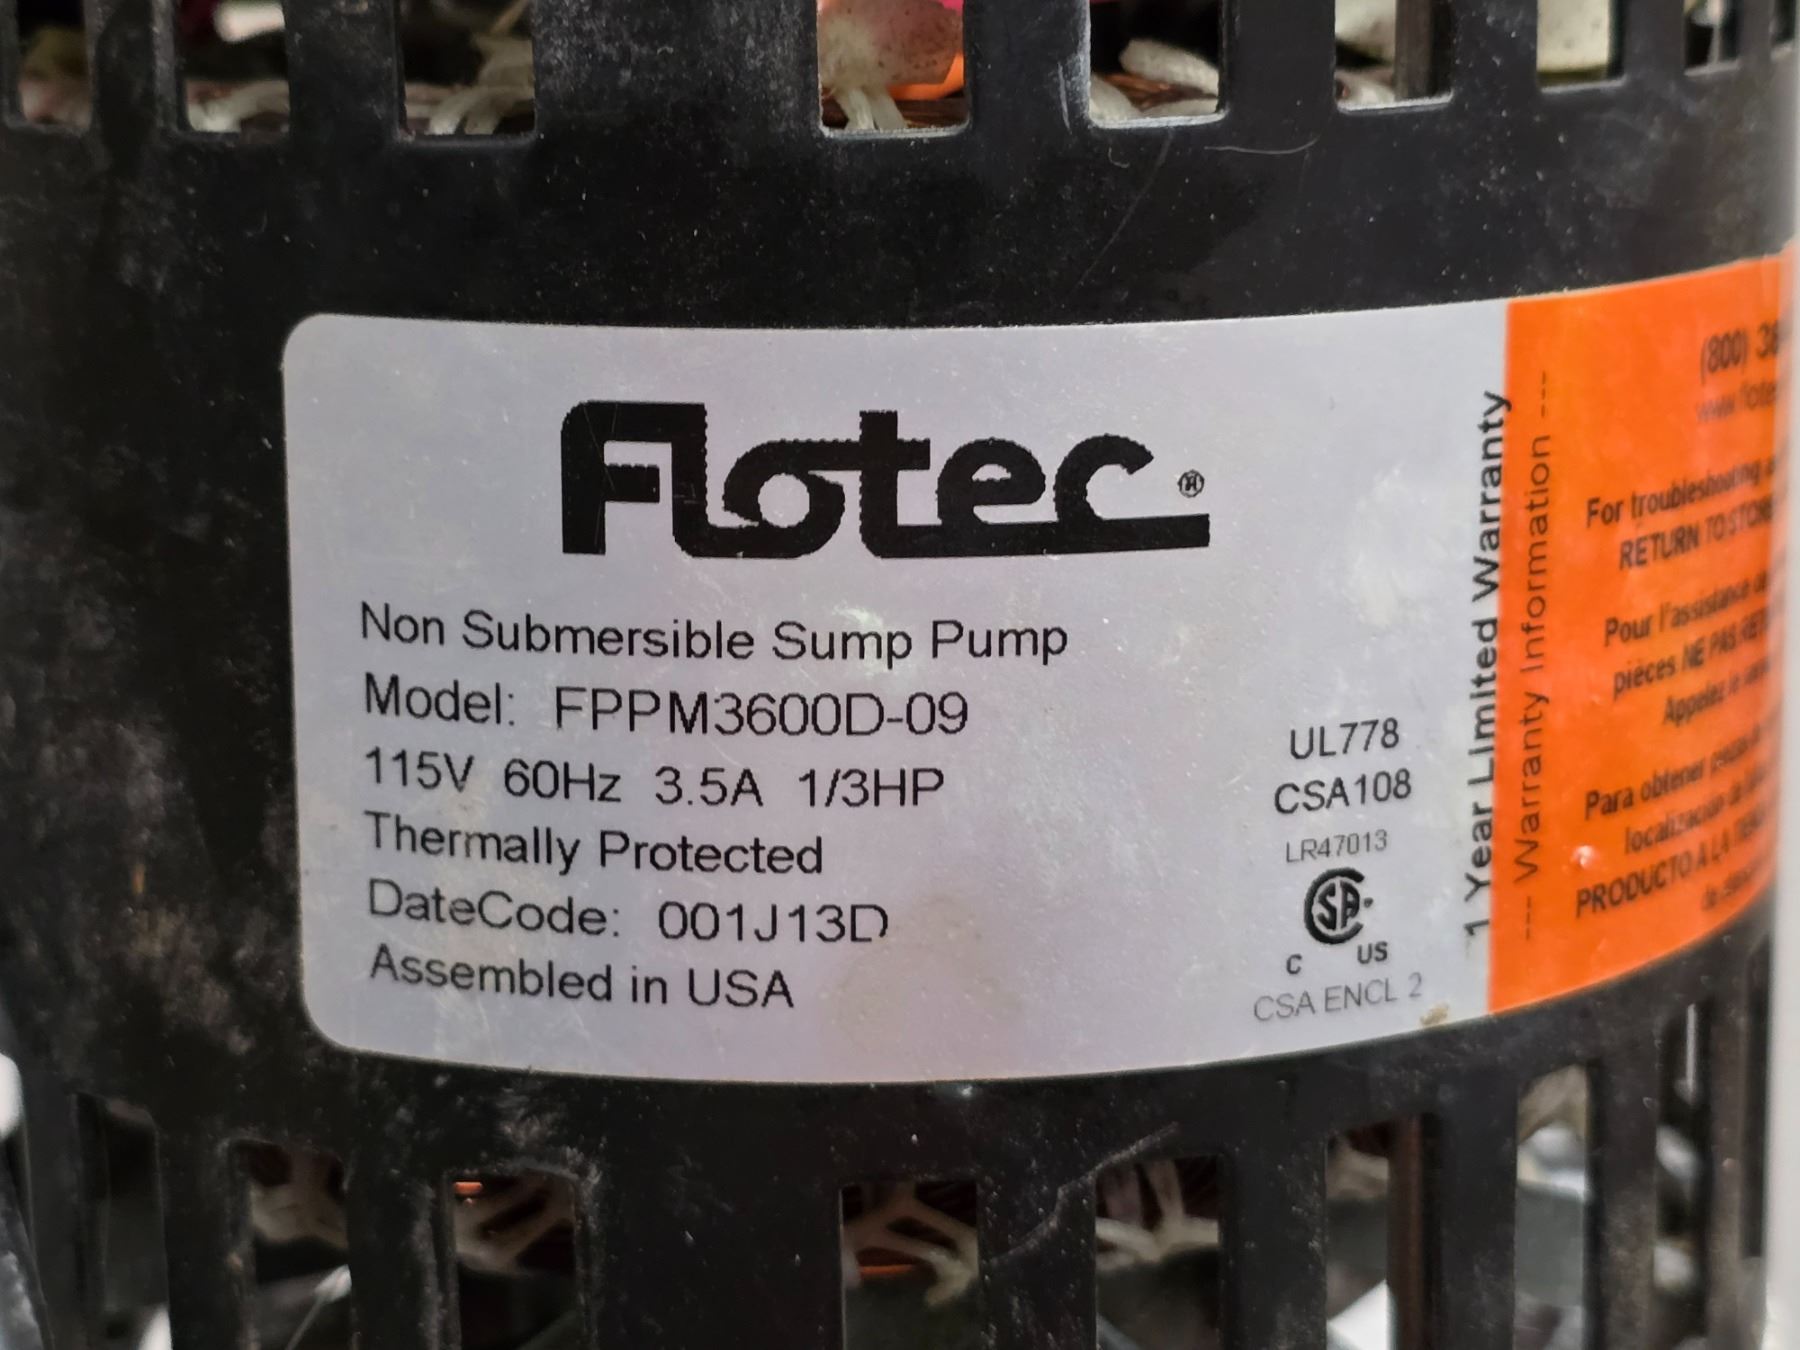 Flotec ®
Non Submersible Sump Pump
Model: FPPM3600D-09
115V 60Hz 3.5A 1/3HP
Thermally Protected
DateCode: 001J13D
Assembled in USA
UL778
CSA108
LR47013
C US
CSA ENCL 2
1 Year Limited Warranty
--- Warranty Information ---
(800)
For troubleshooting
RETURN TO
Pour l'assistance
pièces NE PAS
Appelez le
Para obtener
localización de
PRODUCTO A LA